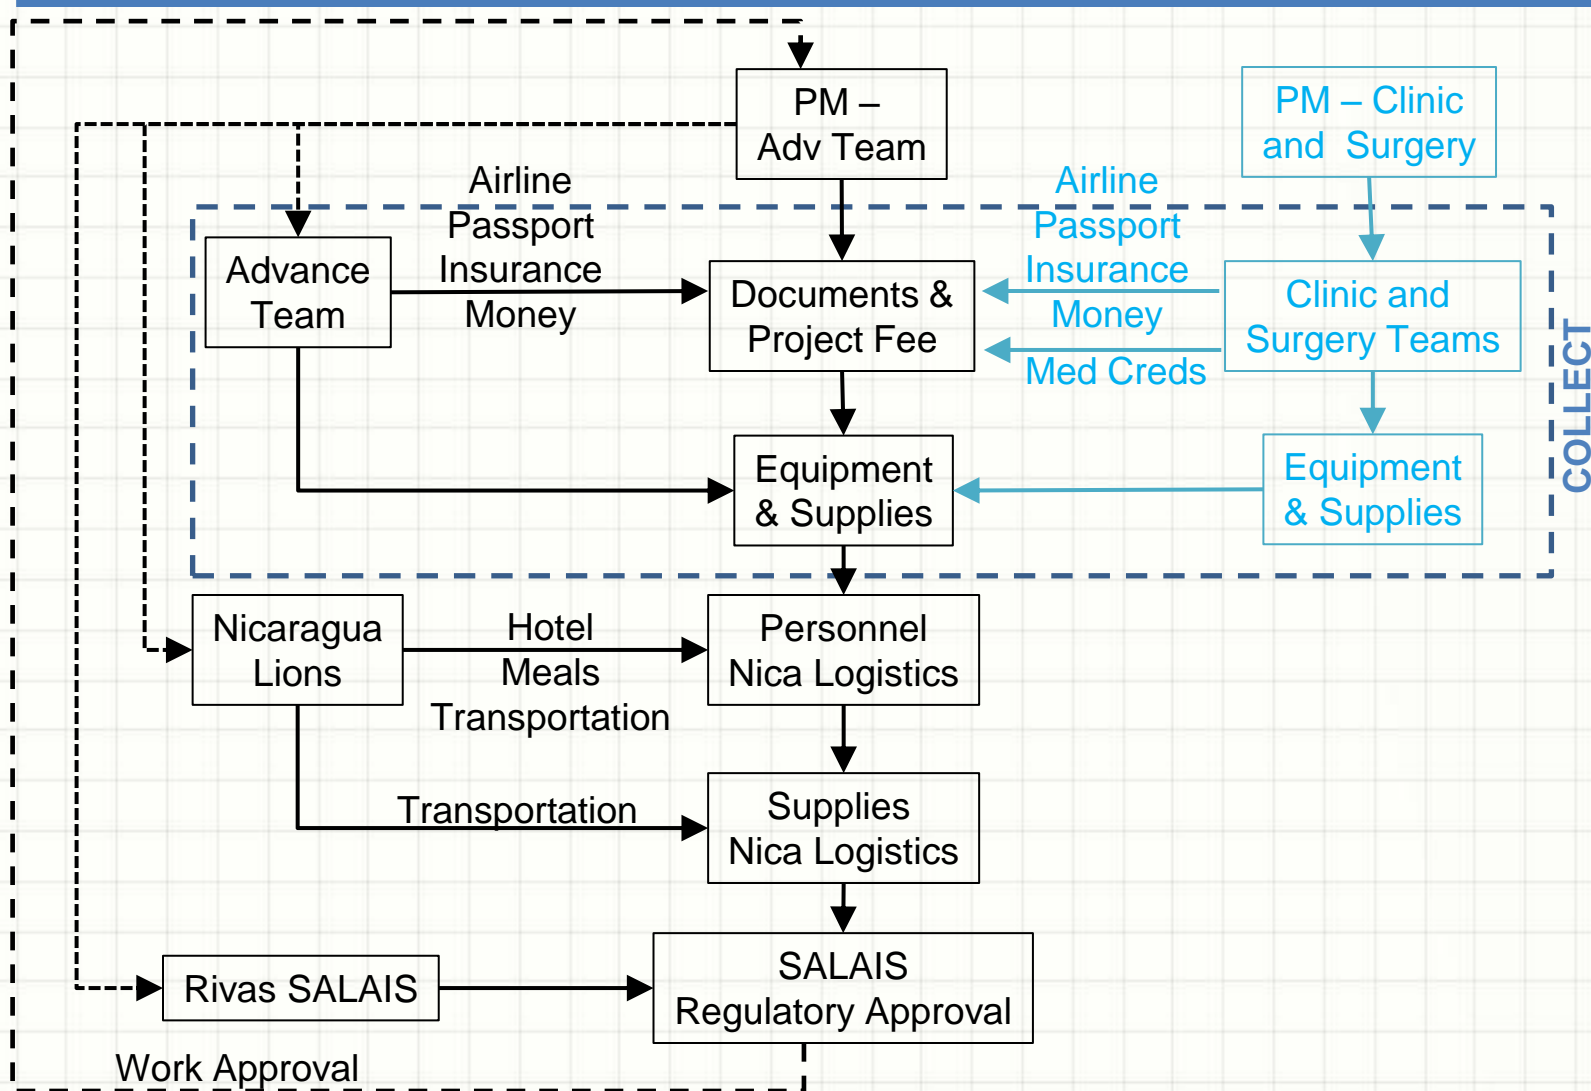 PM –
Adv Team
PM – Clinic
and Surgery
Airline
Passport
Insurance
Money
Airline
Passport
Insurance
Money
Med Creds
Advance
Team
Documents &
Project Fee
Clinic and
Surgery Teams
COLLECT
Equipment
& Supplies
Equipment
& Supplies
Nicaragua
Lions
Hotel
Meals
Transportation
Personnel
Nica Logistics
Transportation
Supplies
Nica Logistics
Rivas SALAIS
SALAIS
Regulatory Approval
Work Approval